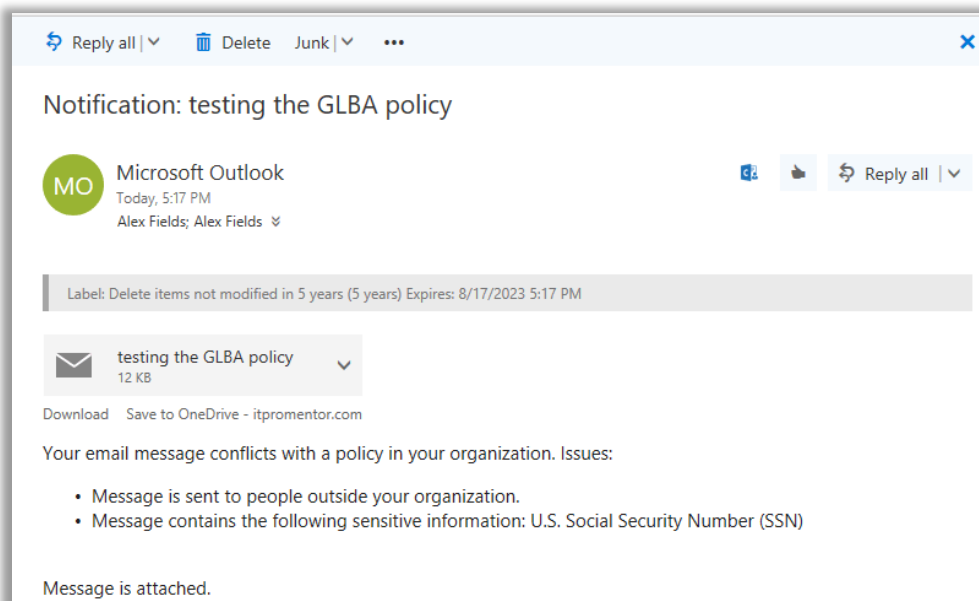 Reply all | Delete Junk | ...
Notification: testing the GLBA policy
MO
Microsoft Outlook
Today, 5:17 PM
Alex Fields; Alex Fields
Reply all |
Label: Delete items not modified in 5 years (5 years) Expires: 8/17/2023 5:17 PM
testing the GLBA policy
12 KB
Download Save to OneDrive - itpromentor.com
Your email message conflicts with a policy in your organization. Issues:
• Message is sent to people outside your organization.
• Message contains the following sensitive information: U.S. Social Security Number (SSN)
Message is attached.